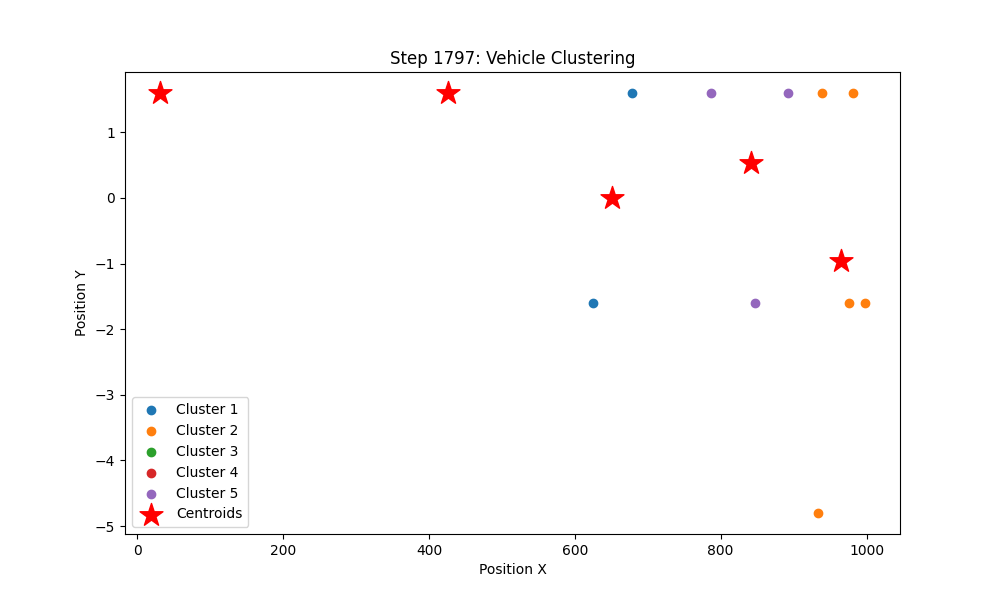 Step 1797: Vehicle Clustering
Position Y
1
0
−1
−2
−3
−4
−5
Cluster 1
Cluster 2
Cluster 3
Cluster 4
Cluster 5
Centroids
0
200
400
600
800
1000
Position X